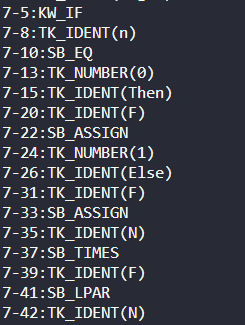 7-5:KW_IF
7-8:TK_IDENT(n)
7-10:SB_EQ
7-13:TK_NUMBER(0)
7-15:TK_IDENT(Then)
7-20:TK_IDENT(F)
7-22:SB_ASSIGN
7-24:TK_NUMBER(1)
7-26:TK_IDENT(Else)
7-31:TK_IDENT(F)
7-33:SB_ASSIGN
7-35:TK_IDENT(N)
7-37:SB_TIMES
7-39:TK_IDENT(F)
7-41:SB_LPAR
7-42:TK_IDENT(N)